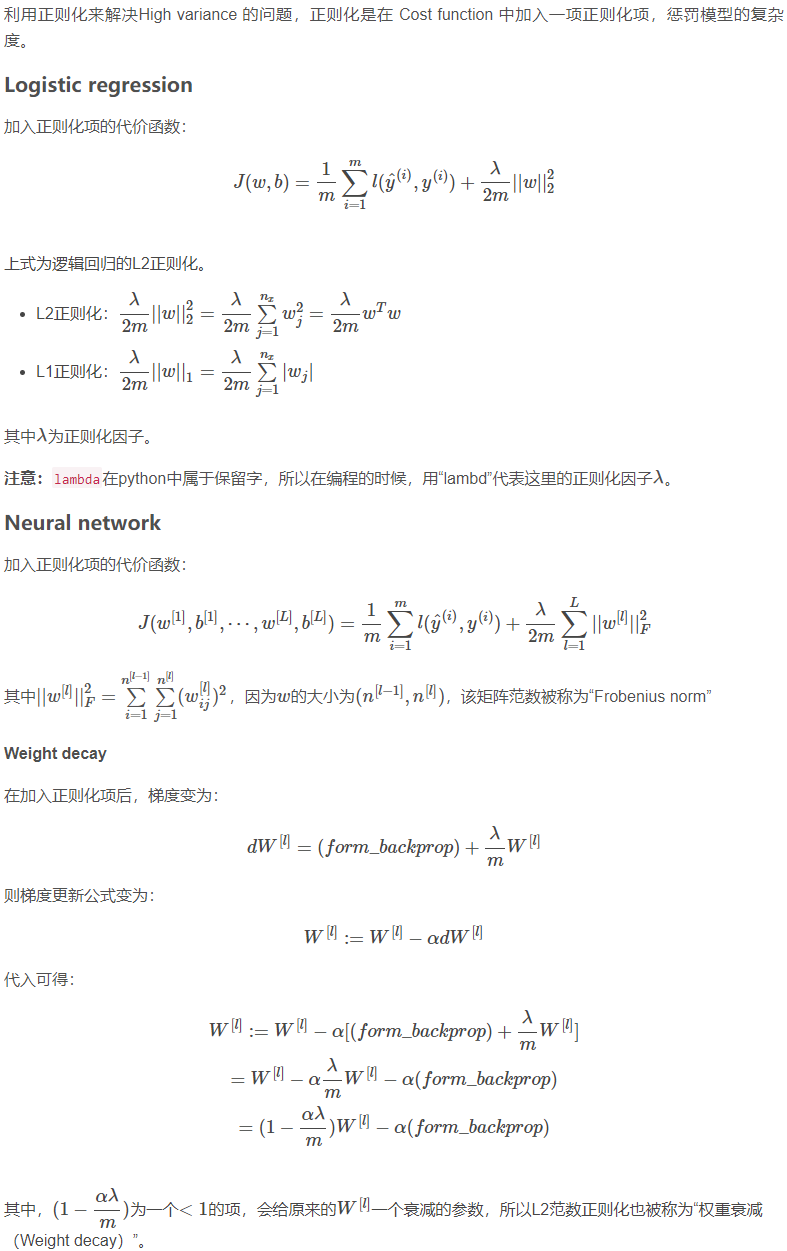 利用正则化来解决High variance 的问题，正则化是在 Cost function 中加入一项正则化项，惩罚模型的复杂
度。
Logistic regression
加入正则化项的代价函数：
$J(w,b)=\frac{1}{m}\sum_{i=1}^{m}l(\hat{y}^{(i)},y^{(i)})+\frac{\lambda}{2m}||w||_2^2$
上式为逻辑回归的L2正则化。
• L2正则化：$\frac{\lambda}{2m}||w||_2^2=\frac{\lambda}{2m}\sum_{j=1}^{n_x}w_j^2=\frac{\lambda}{2m}w^Tw$
• L1正则化：$\frac{\lambda}{2m}||w||_1=\frac{\lambda}{2m}\sum_{j=1}^{n_x}|w_j|$
其中λ为正则化因子。
注意：lambda在python中属于保留字，所以在编程的时候，用“lambd”代表这里的正则化因子λ。
Neural network
加入正则化项的代价函数：
$J(w^{[1]},b^{[1]},\cdots,w^{[L]},b^{[L]})=\frac{1}{m}\sum_{i=1}^{m}l(\hat{y}^{(i)},y^{(i)})+\frac{\lambda}{2m}\sum_{l=1}^{L}||w^{[l]}||_F^2$
其中$||w^{[l]}||_F^2=\sum_{i=1}^{n^{[l-1]}}\sum_{j=1}^{n^{[l]}}(w_{ij}^{[l]})^2$，因为$w$的大小为$(n^{[l-1]},n^{[l]})$，该矩阵范数被称为“Frobenius norm”
Weight decay
在加入正则化项后，梯度变为：
$dW^{[l]}=(form\_backprop)+\frac{\lambda}{m}W^{[l]}$
则梯度更新公式变为：
$W^{[l]}:=W^{[l]}-\alpha dW^{[l]}$
代入可得：
$W^{[l]}:=W^{[l]}-\alpha[(form\_backprop)+\frac{\lambda}{m}W^{[l]}]$
$=W^{[l]}-\alpha\frac{\lambda}{m}W^{[l]}-\alpha(form\_backprop)$
$=(1-\frac{\alpha\lambda}{m})W^{[l]}-\alpha(form\_backprop)$
其中，$(1-\frac{\alpha\lambda}{m})$为一个$<1$的项，会给原来的$W^{[l]}$一个衰减的参数，所以L2范数正则化也被称为“权重衰减
（Weight decay）”。